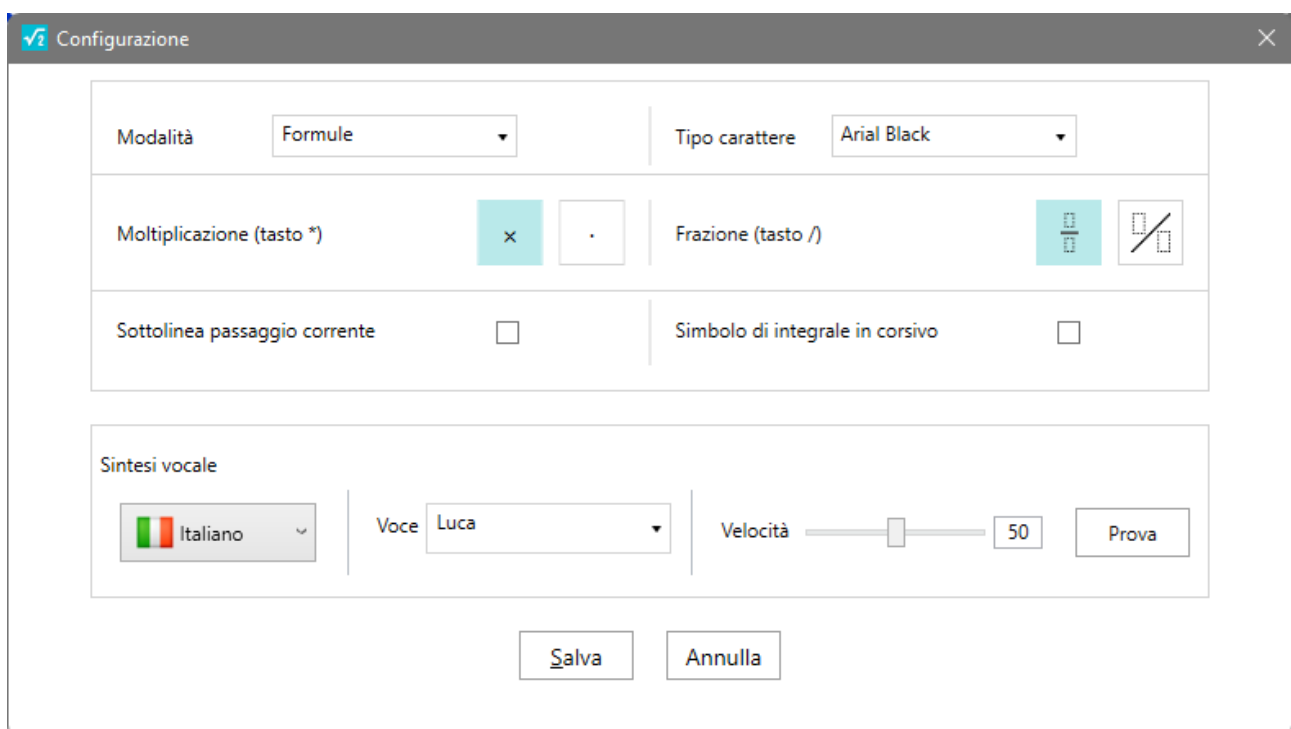 Configurazione
Modalità Formule Tipo carattere Arial Black
Moltiplicazione (tasto *) × · Frazione (tasto /)
Sottolinea passaggio corrente Simbolo di integrale in corsivo
Sintesi vocale
Italiano Voce Luca Velocità 50 Prova
Salva Annulla